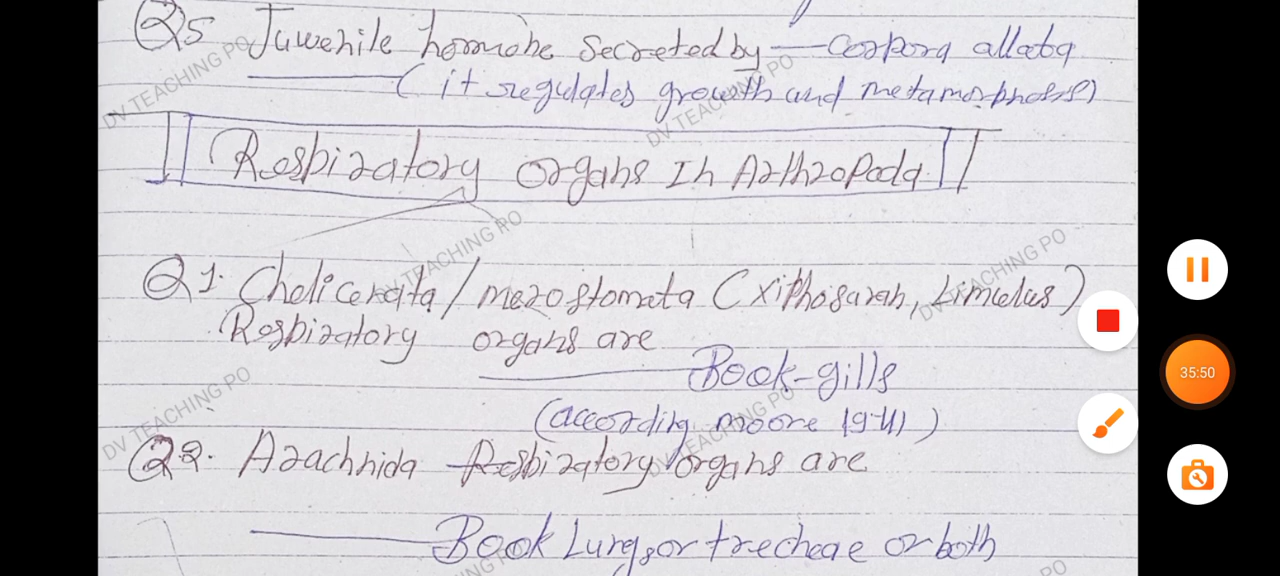 Q5 Juwehile hormohe secreted by — Corpora allata
(it regulates growth and metamorphosis)
Respiratory organs In Arthropoda
Q1. Chelicerata / merostomata (xiphosarah, Limulus)
Respiratory organs are
Book-gills
(according moore 1941)
Q2. Arachnida Respiratory organs are
Book Lungs, or trecheae or both
35:50
DV TEACHING PO
DV TEACHING PO
DV TEACHING PO
DV TEACHING PO
DV TEACHING PO
DV TEACHING PO